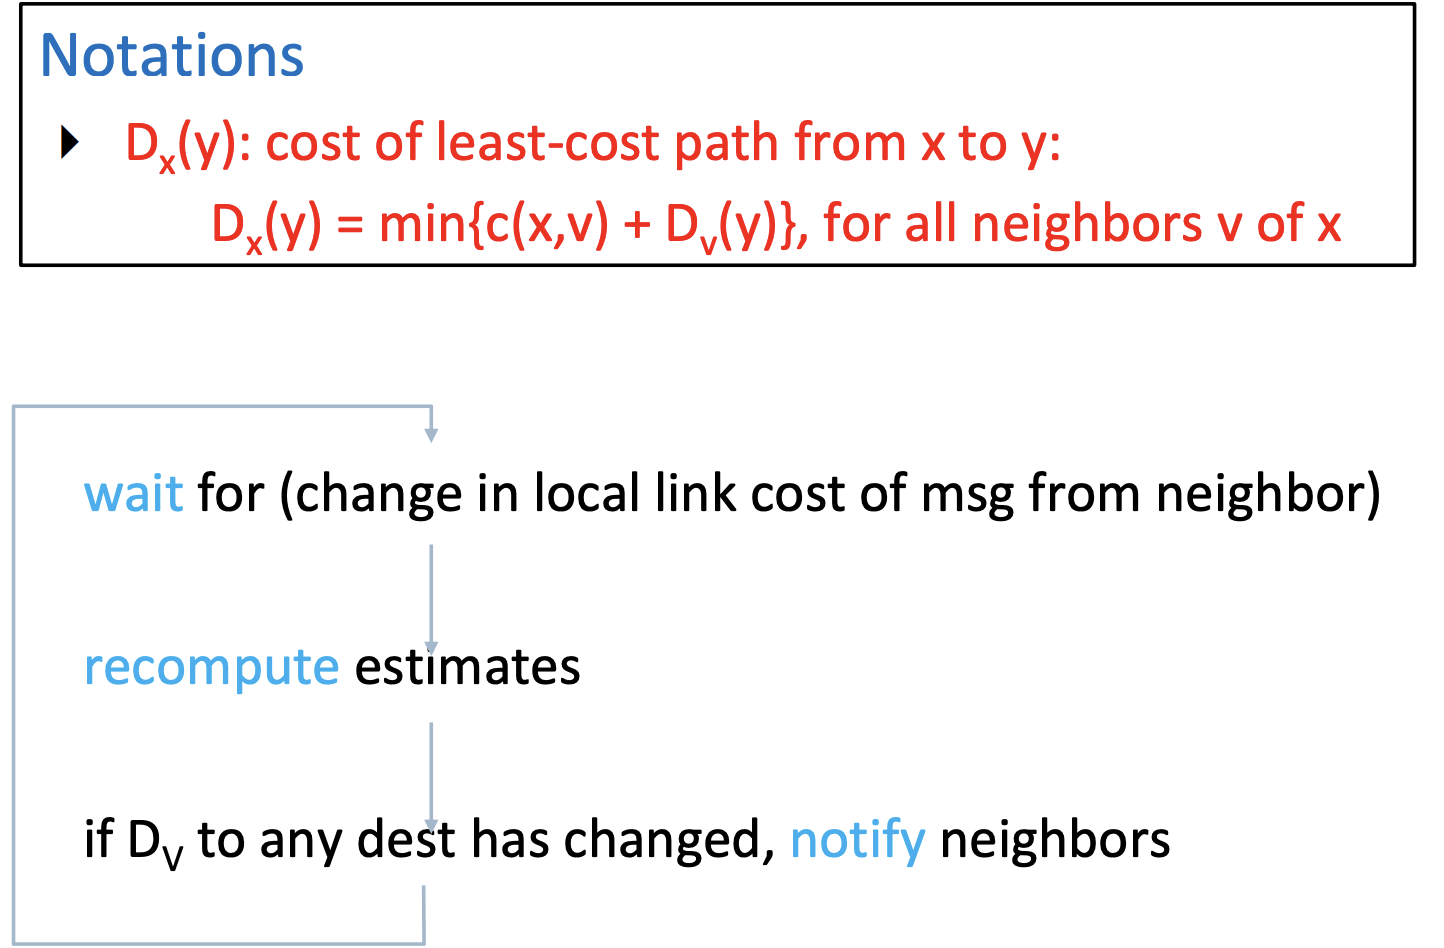 Notations
D_x(y): cost of least-cost path from x to y:
D_x(y) = min{c(x,v) + D_v(y)}, for all neighbors v of x
wait for (change in local link cost of msg from neighbor)
recompute estimates
if D_V to any dest has changed, notify neighbors